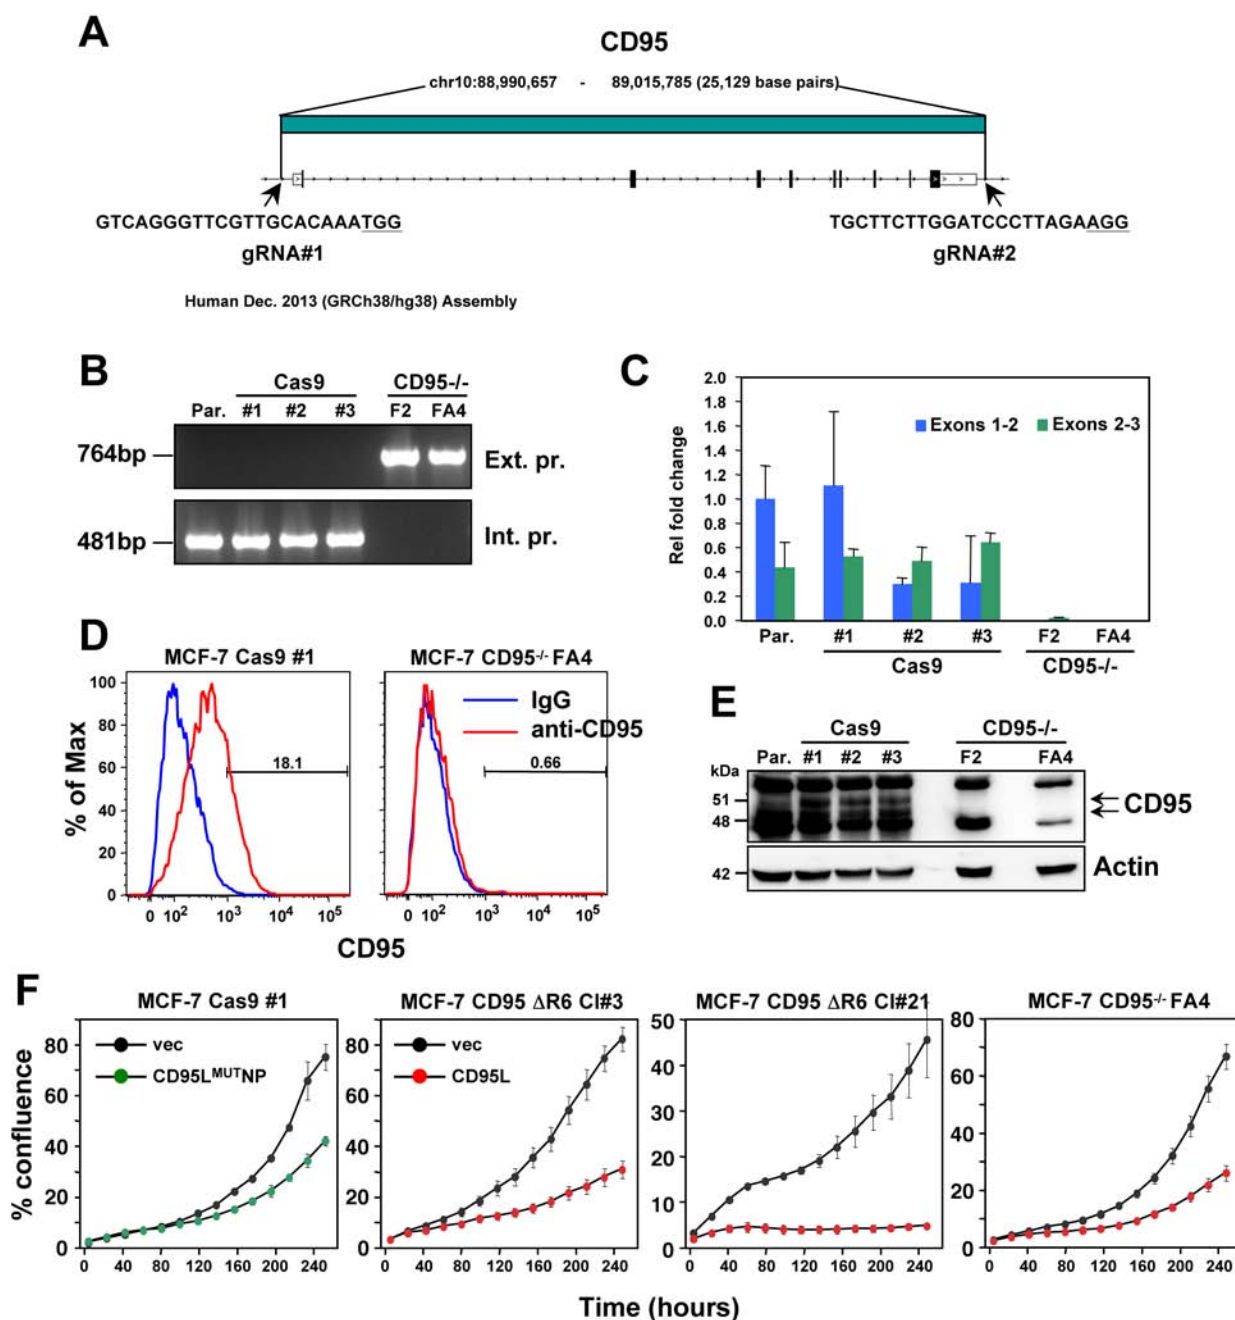 A
CD95
chr10:88,990,657 - 89,015,785 (25,129 base pairs)
GTCAGGGTTCGTTGCACAAATGG
TGCTTCTTGGATCCCTTAGAAGG
gRNA#1
gRNA#2
Human Dec. 2013 (GRCh38/hg38) Assembly
B
Cas9 CD95-/-
Par. #1 #2 #3 F2 FA4
764bp Ext. pr.
481bp Int. pr.
C
Rel fold change
2.0
1.8
1.6
1.4
1.2
1.0
0.8
0.6
0.4
0.2
0.0
Exons 1-2 Exons 2-3
Par. #1 #2 #3 F2 FA4
Cas9 CD95-/-
D
MCF-7 Cas9 #1
MCF-7 CD95-/- FA4
% of Max
100
80
60
40
20
0
18.1
IgG
anti-CD95
0.66
0 10² 10³ 10⁴ 10⁵
0 10² 10³ 10⁴ 10⁵
CD95
E
Cas9 CD95-/-
Par. #1 #2 #3 F2 FA4
kDa
51
48
CD95
42
Actin
F
MCF-7 Cas9 #1
% confluence
80
60
40
20
0
vec
CD95LMUTNP
0 40 80 120 160 200 240
MCF-7 CD95 ΔR6 Cl#3
80
60
40
20
0
vec
CD95L
0 40 80 120 160 200 240
MCF-7 CD95 ΔR6 Cl#21
50
40
30
20
10
0
0 40 80 120 160 200 240
MCF-7 CD95-/- FA4
80
60
40
20
0
0 40 80 120 160 200 240
Time (hours)